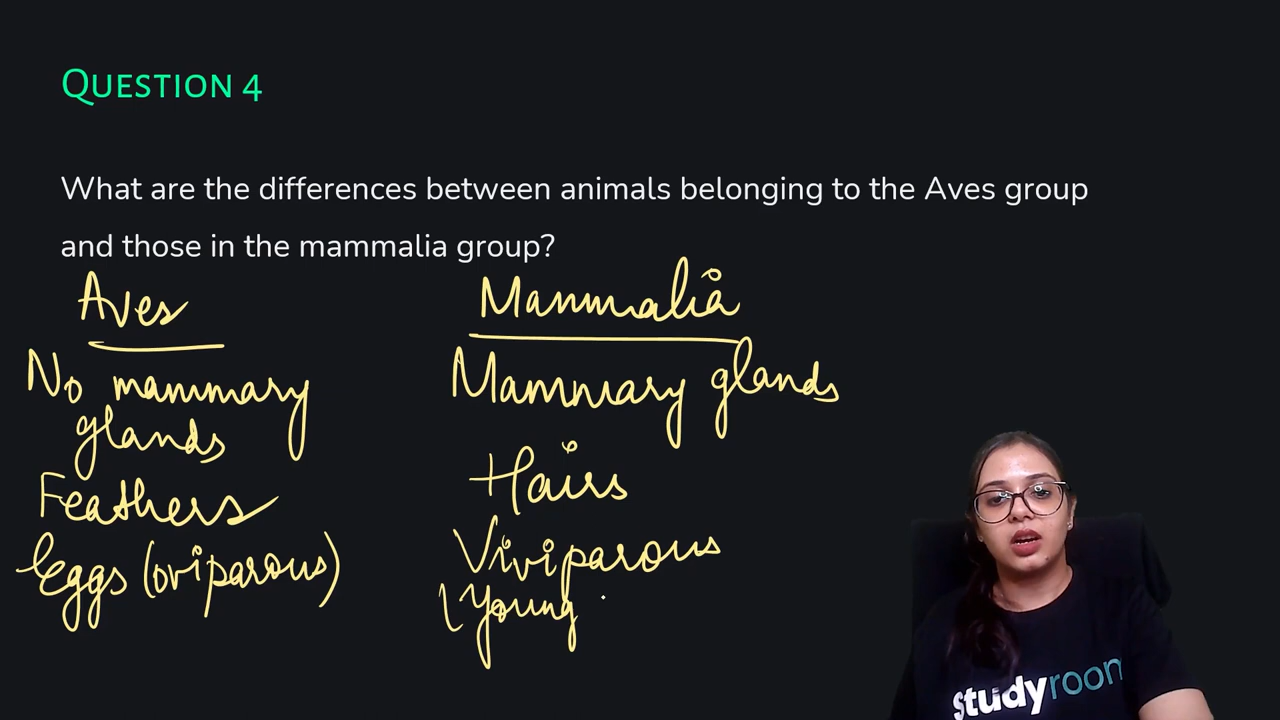 QUESTION 4
What are the differences between animals belonging to the Aves group
and those in the mammalia group?
Aves
Mammalia
No mammary
glands
Mammary glands
Feathers
Hairs
Eggs (oviparous)
Viviparous
(Young
studyroom